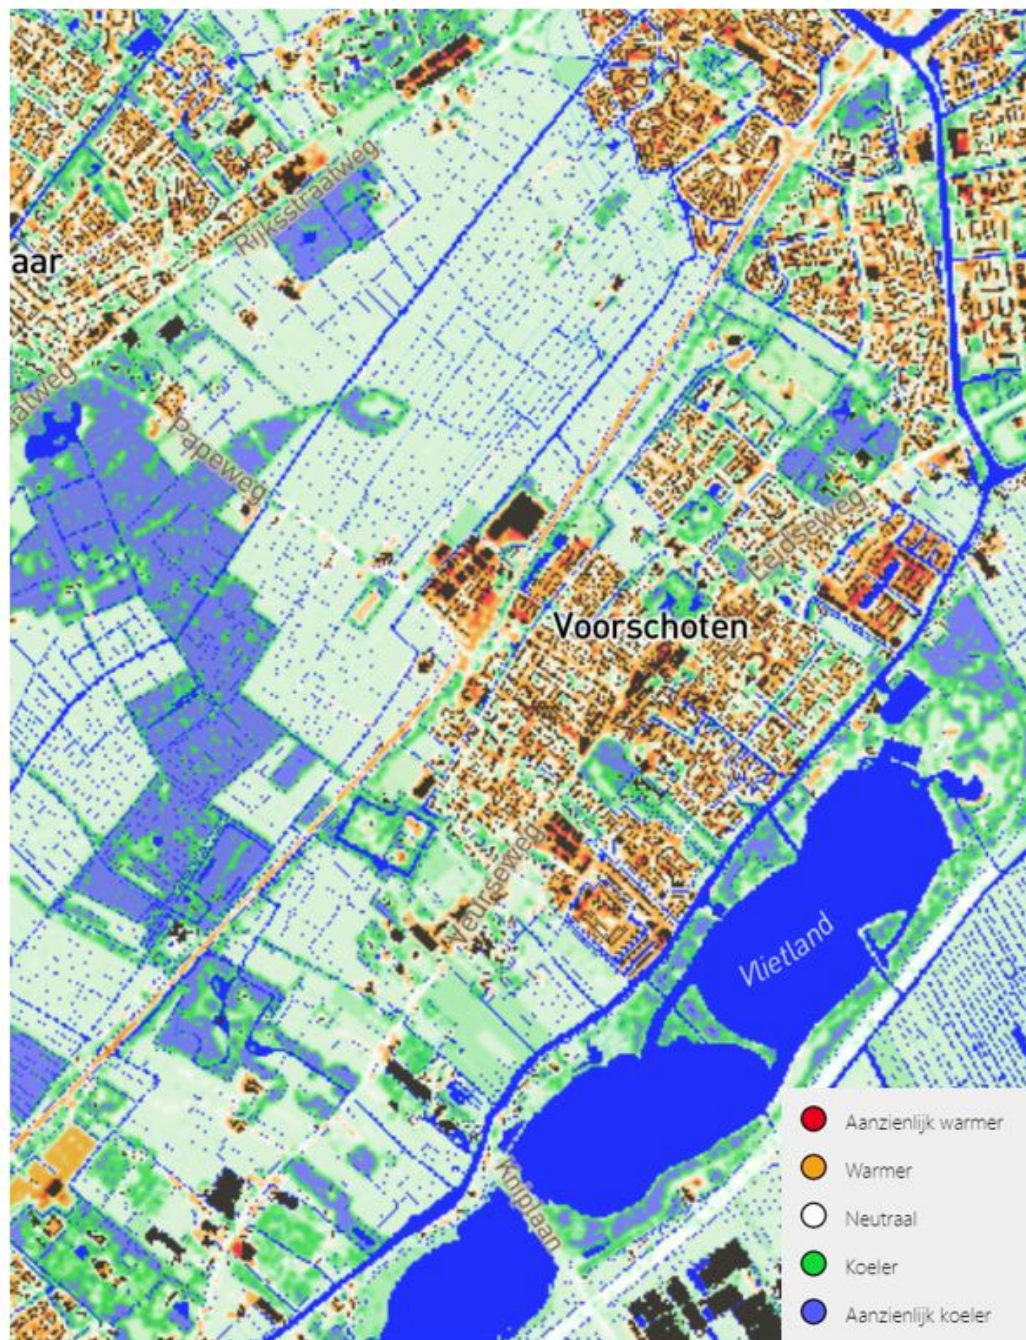 Rijksstraatweg
aar
aatweg
Papeweg
Leidseweg
Voorschoten
Veurseweg
Vlietland
Kniplaan
Aanzienlijk warmer
Warmer
Neutraal
Koeler
Aanzienlijk koeler